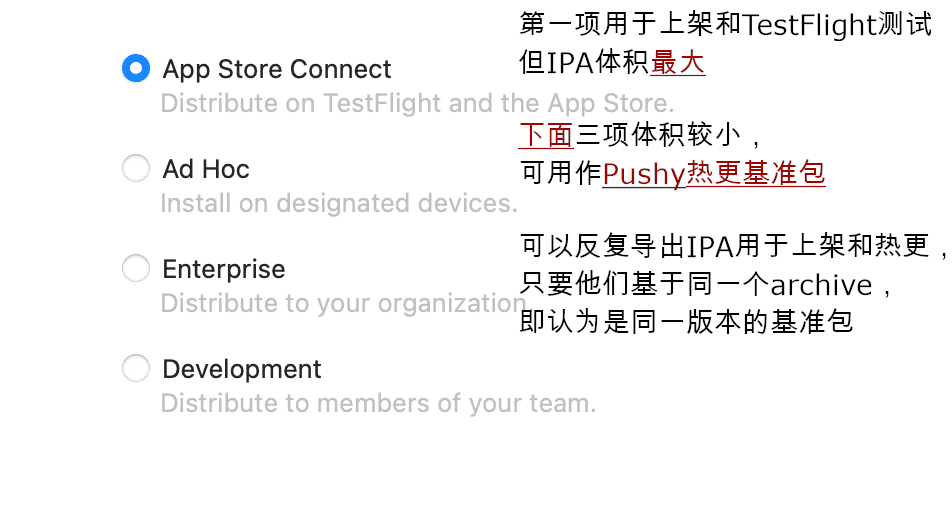 第一项用于上架和TestFlight测试
但IPA体积最大
App Store Connect
Distribute on TestFlight and the App Store.
下面三项体积较小，
可用作Pushy热更基准包
Ad Hoc
Install on designated devices.
可以反复导出IPA用于上架和热更，
只要他们基于同一个archive，
即认为是同一版本的基准包
Enterprise
Distribute to your organization
Development
Distribute to members of your team.